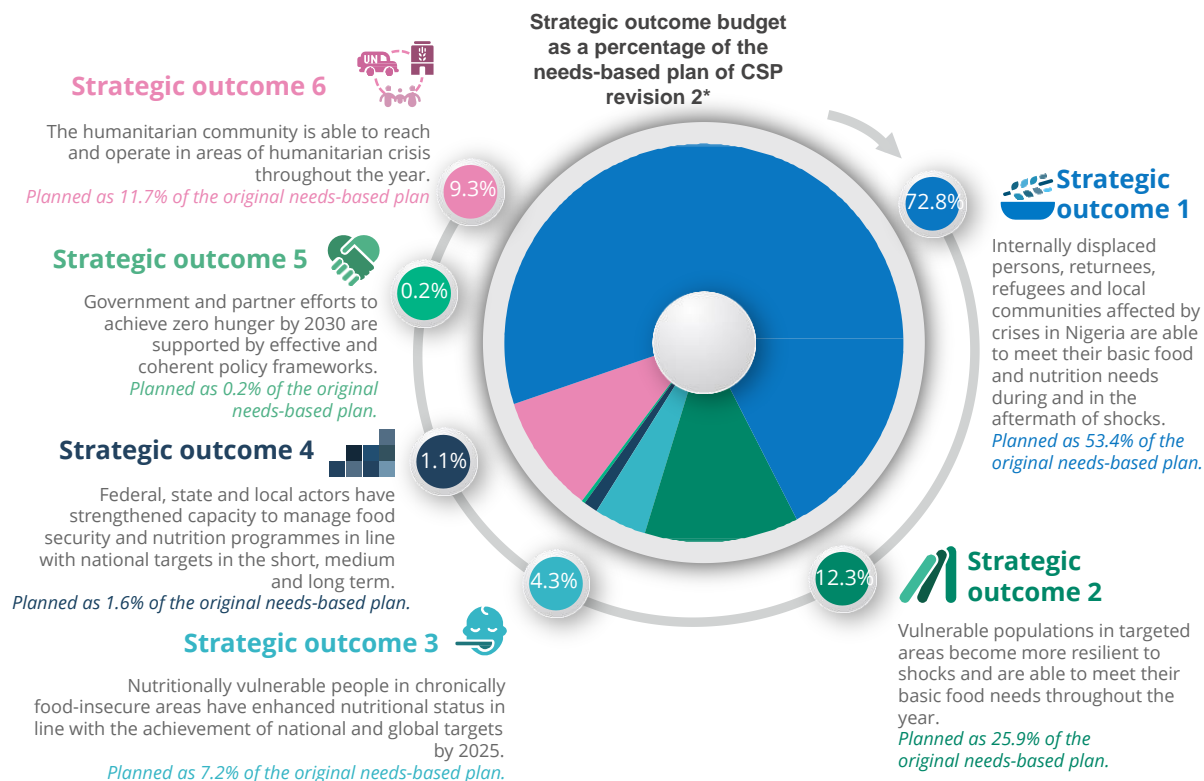 Strategic outcome budget
as a percentage of the
needs-based plan of CSP
revision 2*
72.8%
Strategic
outcome 1
Internally displaced
persons, returnees,
refugees and local
communities affected by
crises in Nigeria are able
to meet their basic food
and nutrition needs
during and in the
aftermath of shocks.
Planned as 53.4% of the
original needs-based plan.
12.3%
Strategic
outcome 2
Vulnerable populations in targeted
areas become more resilient to
shocks and are able to meet their
basic food needs throughout the
year.
Planned as 25.9% of the
original needs-based plan.
4.3%
Strategic outcome 3
Nutritionally vulnerable people in chronically
food-insecure areas have enhanced nutritional status in
line with the achievement of national and global targets
by 2025.
Planned as 7.2% of the original needs-based plan.
1.1%
Strategic outcome 4
Federal, state and local actors have
strengthened capacity to manage food
security and nutrition programmes in line
with national targets in the short, medium
and long term.
Planned as 1.6% of the original needs-based plan.
0.2%
Strategic outcome 5
Government and partner efforts to
achieve zero hunger by 2030 are
supported by effective and
coherent policy frameworks.
Planned as 0.2% of the original
needs-based plan.
9.3%
UN
Strategic outcome 6
The humanitarian community is able to reach
and operate in areas of humanitarian crisis
throughout the year.
Planned as 11.7% of the original needs-based plan